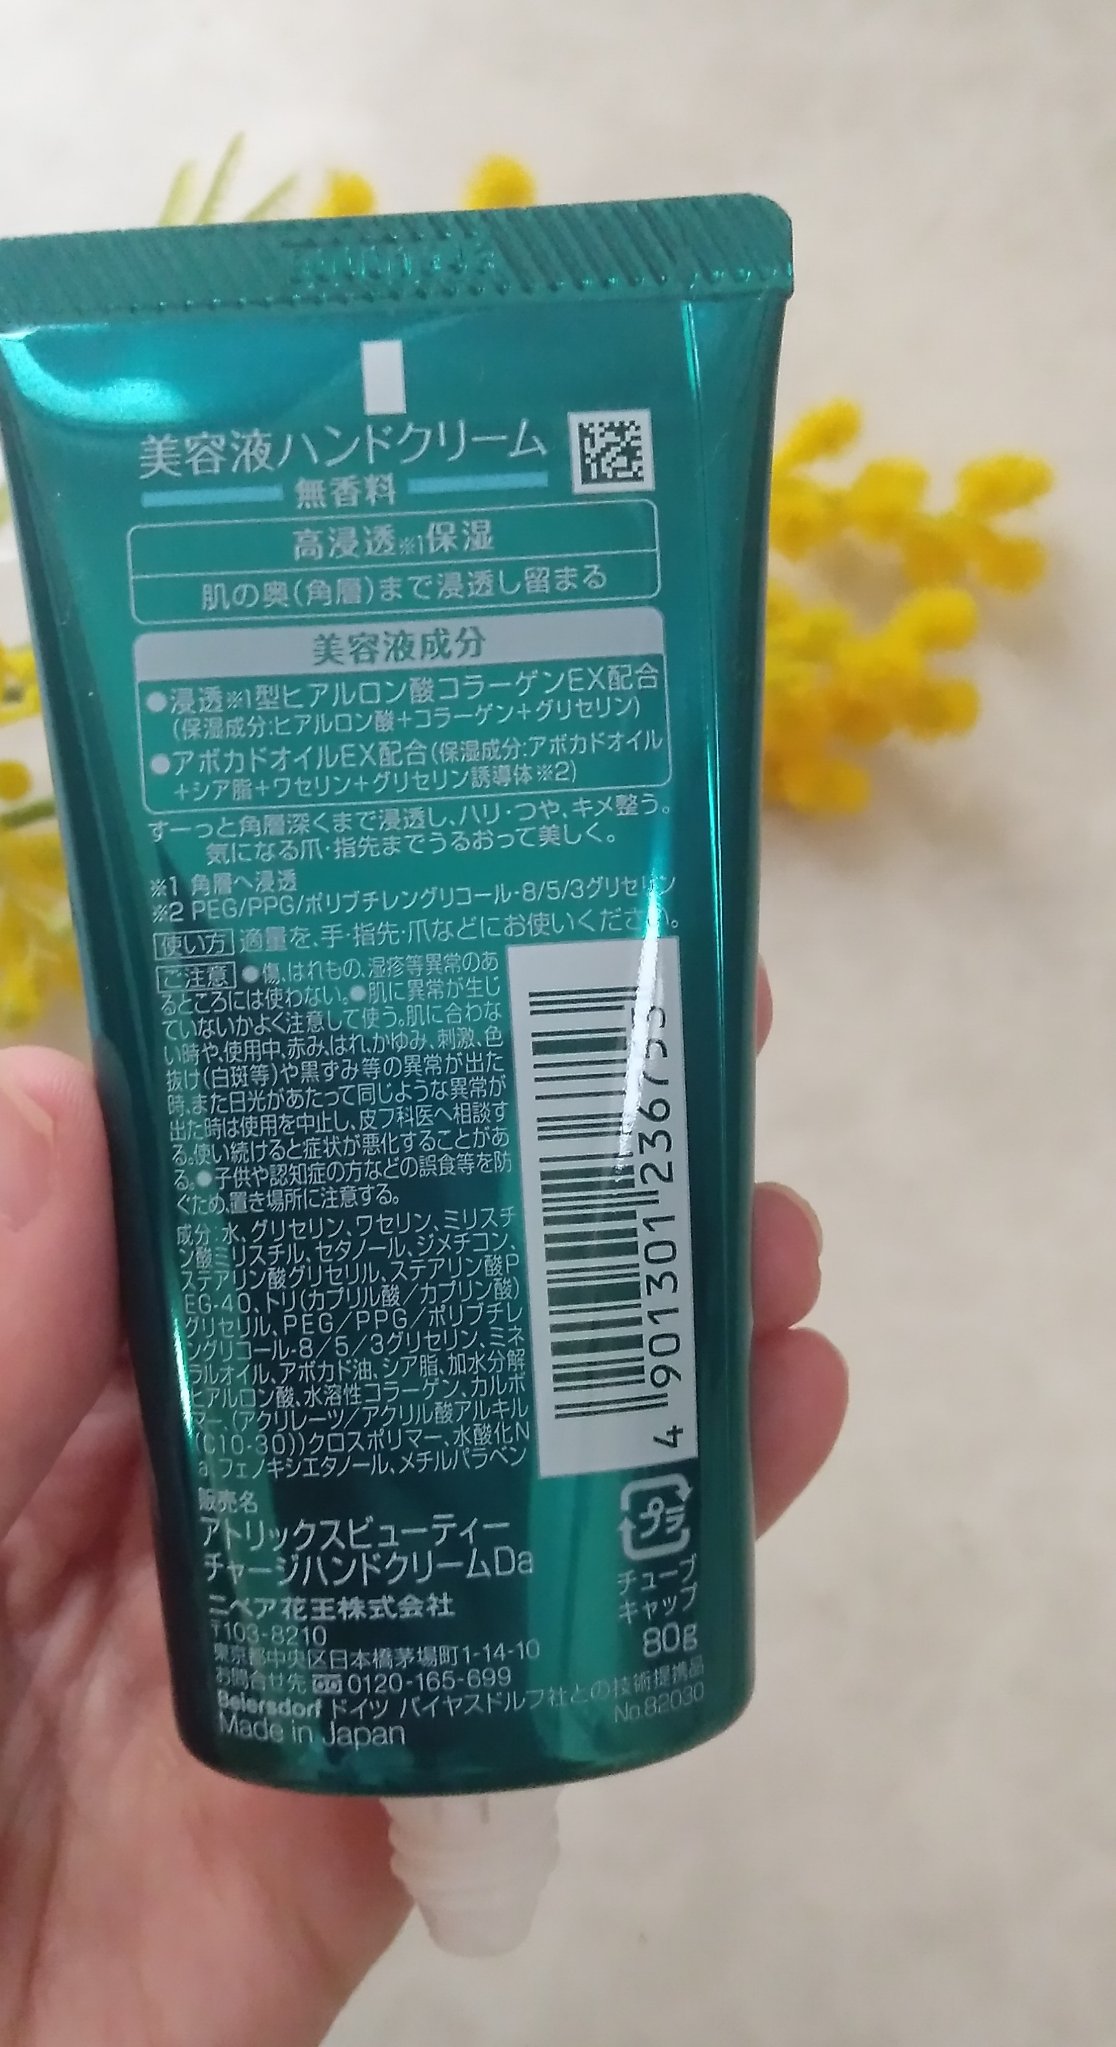 美容液ハンドクリーム
無香料
高浸透※1保湿
肌の奥(角層)まで浸透し留まる
美容液成分
●浸透※1型ヒアルロン酸コラーゲンEX配合
(保湿成分:ヒアルロン酸+コラーゲン+グリセリン)
●アボカドオイルEX配合(保湿成分:アボカドオイル
+シア脂+ワセリン+グリセリン誘導体※2)
すーっと角層深くまで浸透し、ハリ・つや、キメ整う。
気になる爪・指先までうるおって美しく。
※1 角層へ浸透
※2 PEG/PPG/ポリブチレングリコール-8/5/3グリセリン
使い方 適量を、手・指先・爪などにお使いください。
ご注意 ●傷、はれもの、湿疹等異常のあ
るところには使わない。●肌に異常が生じ
ていないかよく注意して使う。肌に合わな
い時や、使用中、赤み、はれ、かゆみ、刺激、色
抜け(白斑等)や黒ずみ等の異常が出た
時、また日光があたって同じような異常が
出た時は使用を中止し、皮フ科医へ相談す
る。使い続けると症状が悪化することがあ
る。●子供や認知症の方などの誤食等を防
ぐため、置き場所に注意する。
成分:水、グリセリン、ワセリン、ミリスチ
ン酸ミリスチル、セタノール、ジメチコン、
ステアリン酸グリセリル、ステアリン酸P
EG-40、トリ(カプリル酸/カプリン酸)
グリセリル、PEG/PPG/ポリブチレ
ングリコール-8/5/3グリセリン、ミネ
ラルオイル、アボカド油、シア脂、加水分解
ヒアルロン酸、水溶性コラーゲン、カルボ
マー、(アクリレーツ/アクリル酸アルキル
(C10-30))クロスポリマー、水酸化N
a、フェノキシエタノール、メチルパラベン
4 901301 236753
販売名
アトリックスビューティー
チャージハンドクリームDa
プラ
チューブ
キャップ
80g
ニベア花王株式会社
〒103-8210
東京都中央区日本橋茅場町1-14-10
お問合せ先 0120-165-699
Beiersdorf ドイツ バイヤスドルフ社との技術提携品
Made in Japan
No.82030